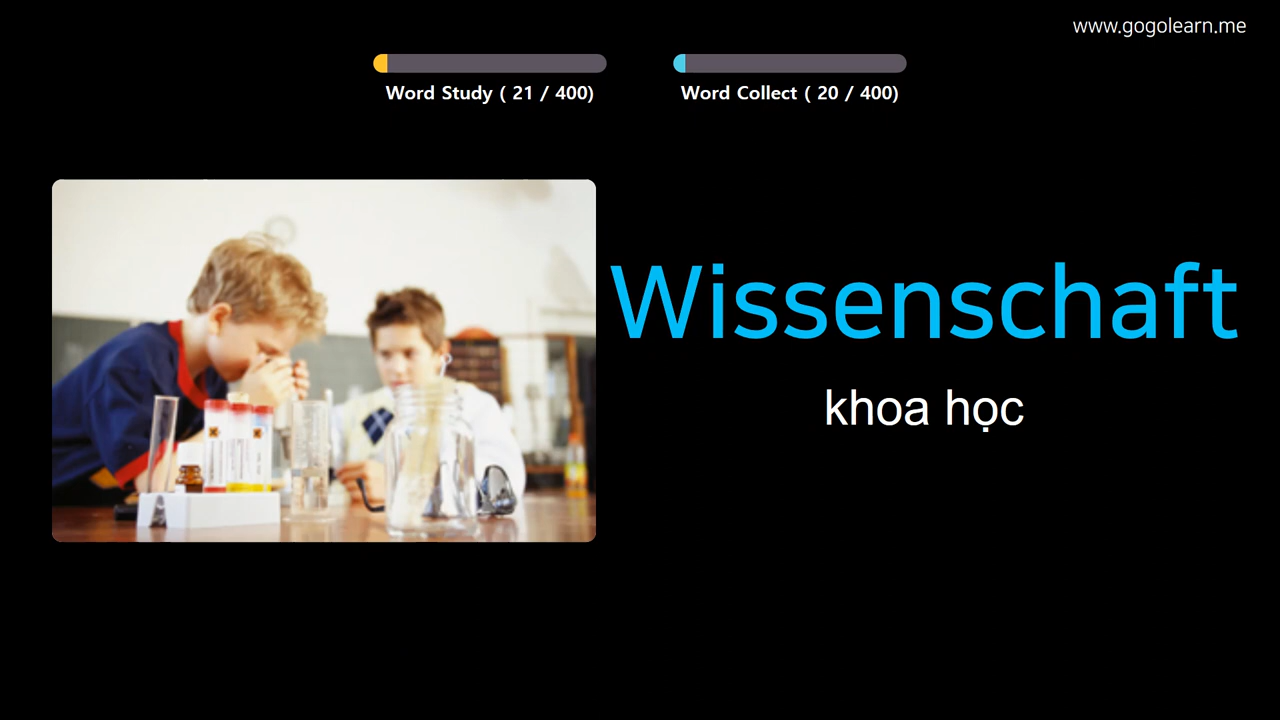 www.gogolearn.me
Word Study ( 21 / 400)
Word Collect ( 20 / 400)
Wissenschaft
khoa học